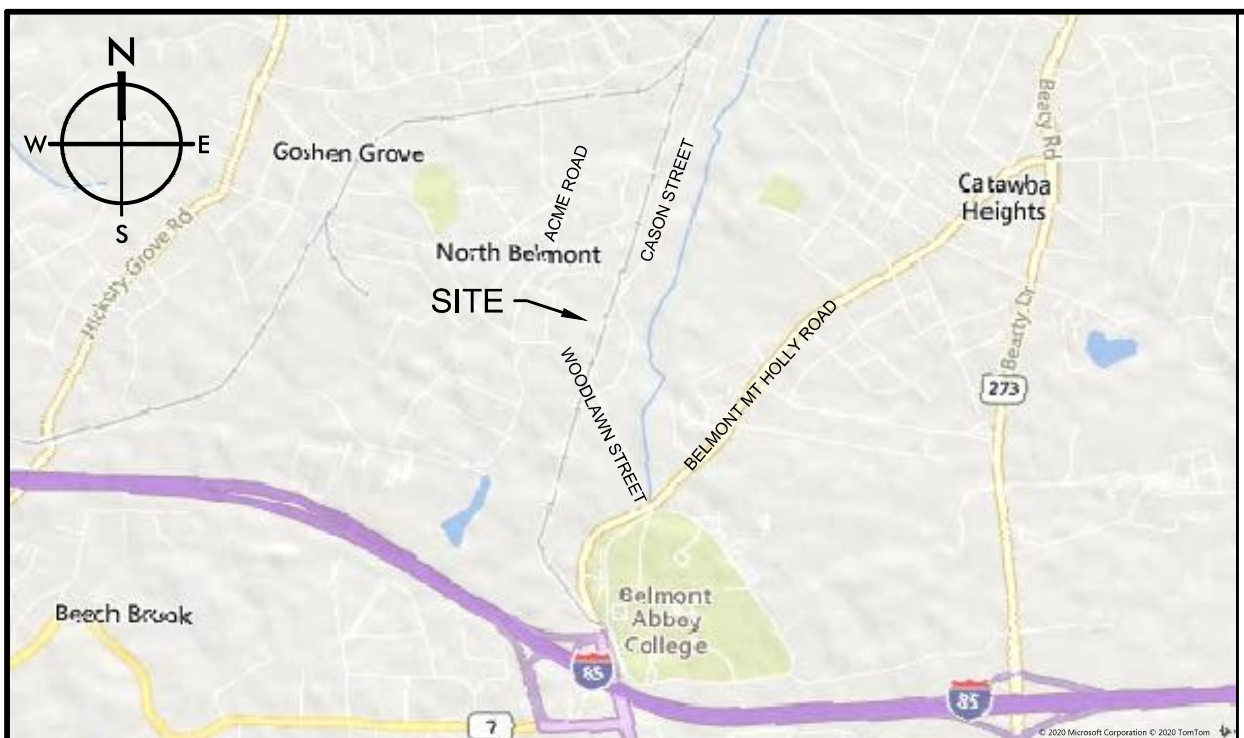 N
W
E
S
Goshen Grove
ACME ROAD
CASON STREET
Beaty Rd
Catawba
Heights
North Belmont
Hickory Grove Rd
SITE
Beatty Dr
WOODLAWN STREET
BELMONT MT HOLLY ROAD
273
Belmont
Abbey
College
Beech Brook
85
85
7
© 2020 Microsoft Corporation © 2020 TomTom